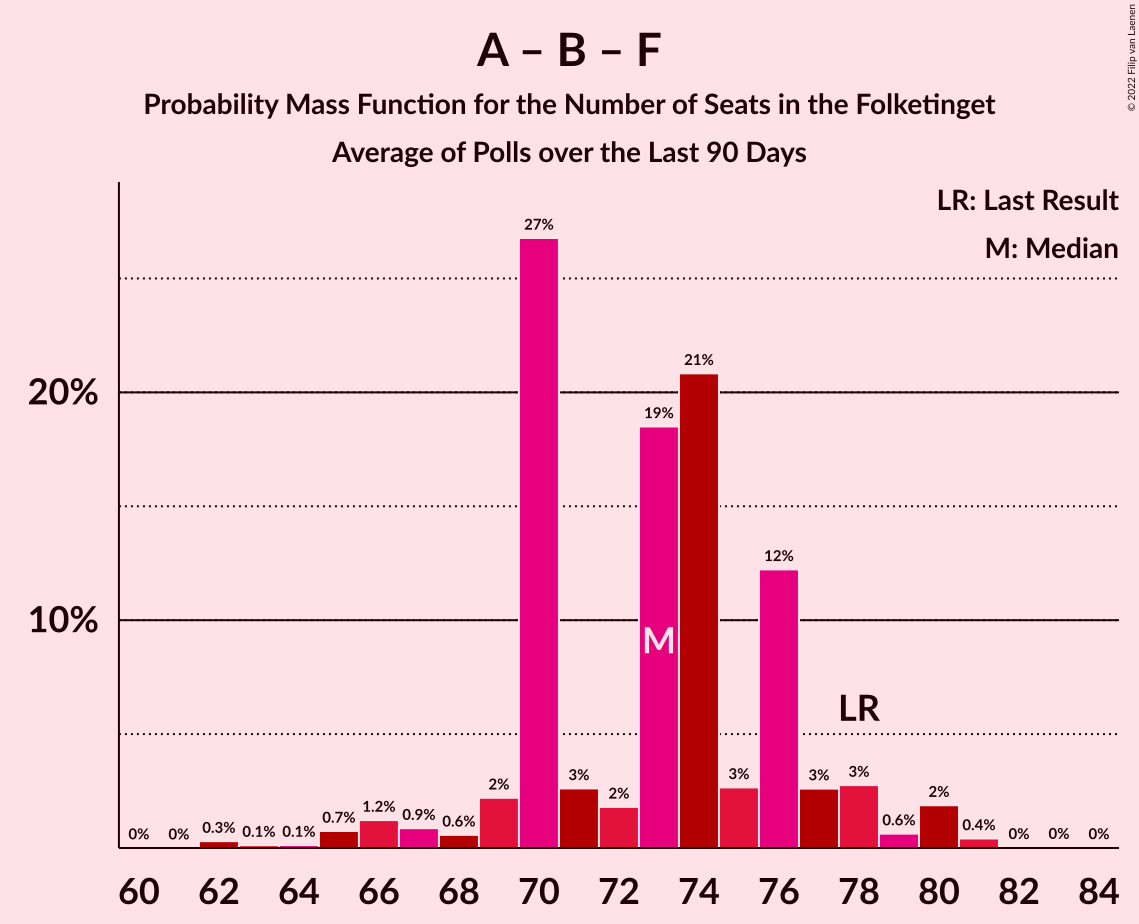 A – B – F
Probability Mass Function for the Number of Seats in the Folketinget
Average of Polls over the Last 90 Days
© 2022 Filip van Laenen
LR: Last Result
M: Median
20%
10%
0% 0% 0.3% 0.1% 0.1% 0.7% 1.2% 0.9% 0.6% 2% 27% 3% 2% 19% 21% 3% 12% 3% 3% 0.6% 2% 0.4% 0% 0% 0%
M
LR
60 62 64 66 68 70 72 74 76 78 80 82 84